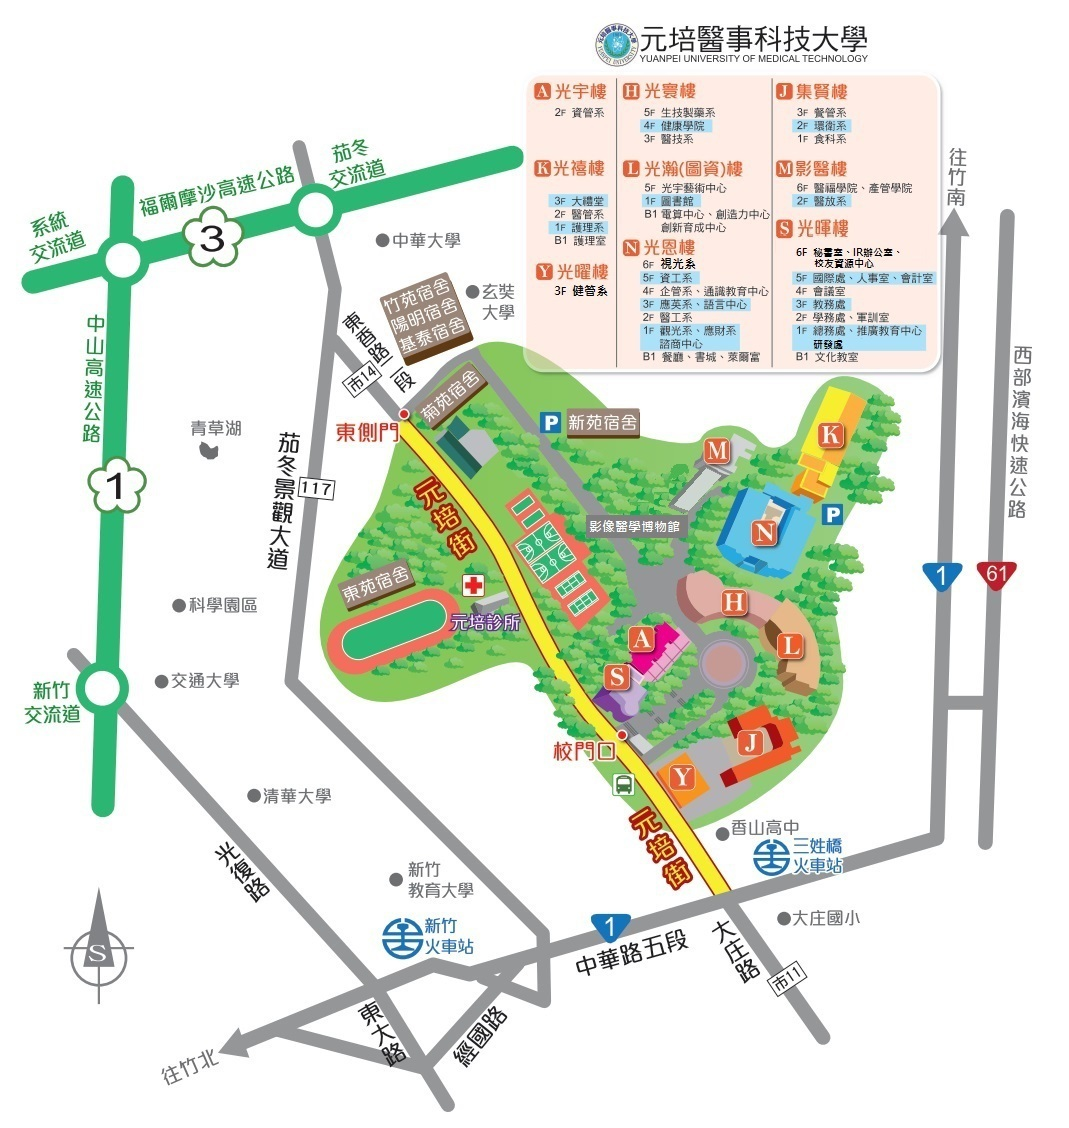 元培醫事科技大學
YUANPEI UNIVERSITY OF MEDICAL TECHNOLOGY
A 光宇樓
2F 資管系
K 光禧樓
3F 大禮堂
2F 醫管系
1F 護理系
B1 護理室
Y 光曜樓
3F 健管系
H 光寰樓
5F 生技製藥系
4F 健康學院
3F 醫技系
L 光瀚(圖資)樓
5F 光宇藝術中心
1F 圖書館
B1 電算中心、創造力中心
創新育成中心
N 光恩樓
6F 視光系
5F 資工系
4F 企管系、通識教育中心
3F 應英系、語言中心
2F 醫工系
1F 觀光系、應財系
諮商中心
B1 餐廳、書城、萊爾富
J 集賢樓
3F 餐管系
2F 環衛系
1F 食科系
M 影醫樓
6F 醫福學院、產管學院
2F 醫放系
S 光暉樓
6F 秘書室、IR辦公室、
校友資源中心
5F 國際處、人事室、會計室
4F 會議室
3F 教務處
2F 學務處、軍訓室
1F 總務處、推廣教育中心
研發處
B1 文化教室
往竹南
茄冬
交流道
福爾摩沙高速公路
3
系統
交流道
中華大學
玄奘
大學
竹苑宿舍
陽明宿舍
基泰宿舍
東香路一段
市14
菊苑宿舍
東側門
P
新苑宿舍
中山高速公路
1
青草湖
茄冬景觀大道
117
元培街
M
K
N
P
影像醫學博物館
西部濱海快速公路
1
61
東苑宿舍
科學園區
元培診所
H
A
L
S
交通大學
新竹
交流道
校門口
J
Y
清華大學
元培街
香山高中
三姓橋
火車站
光復路
新竹
教育大學
新竹
火車站
1
中華路五段
大庄國小
大庄路
市11
S
東大路
經國路
往竹北